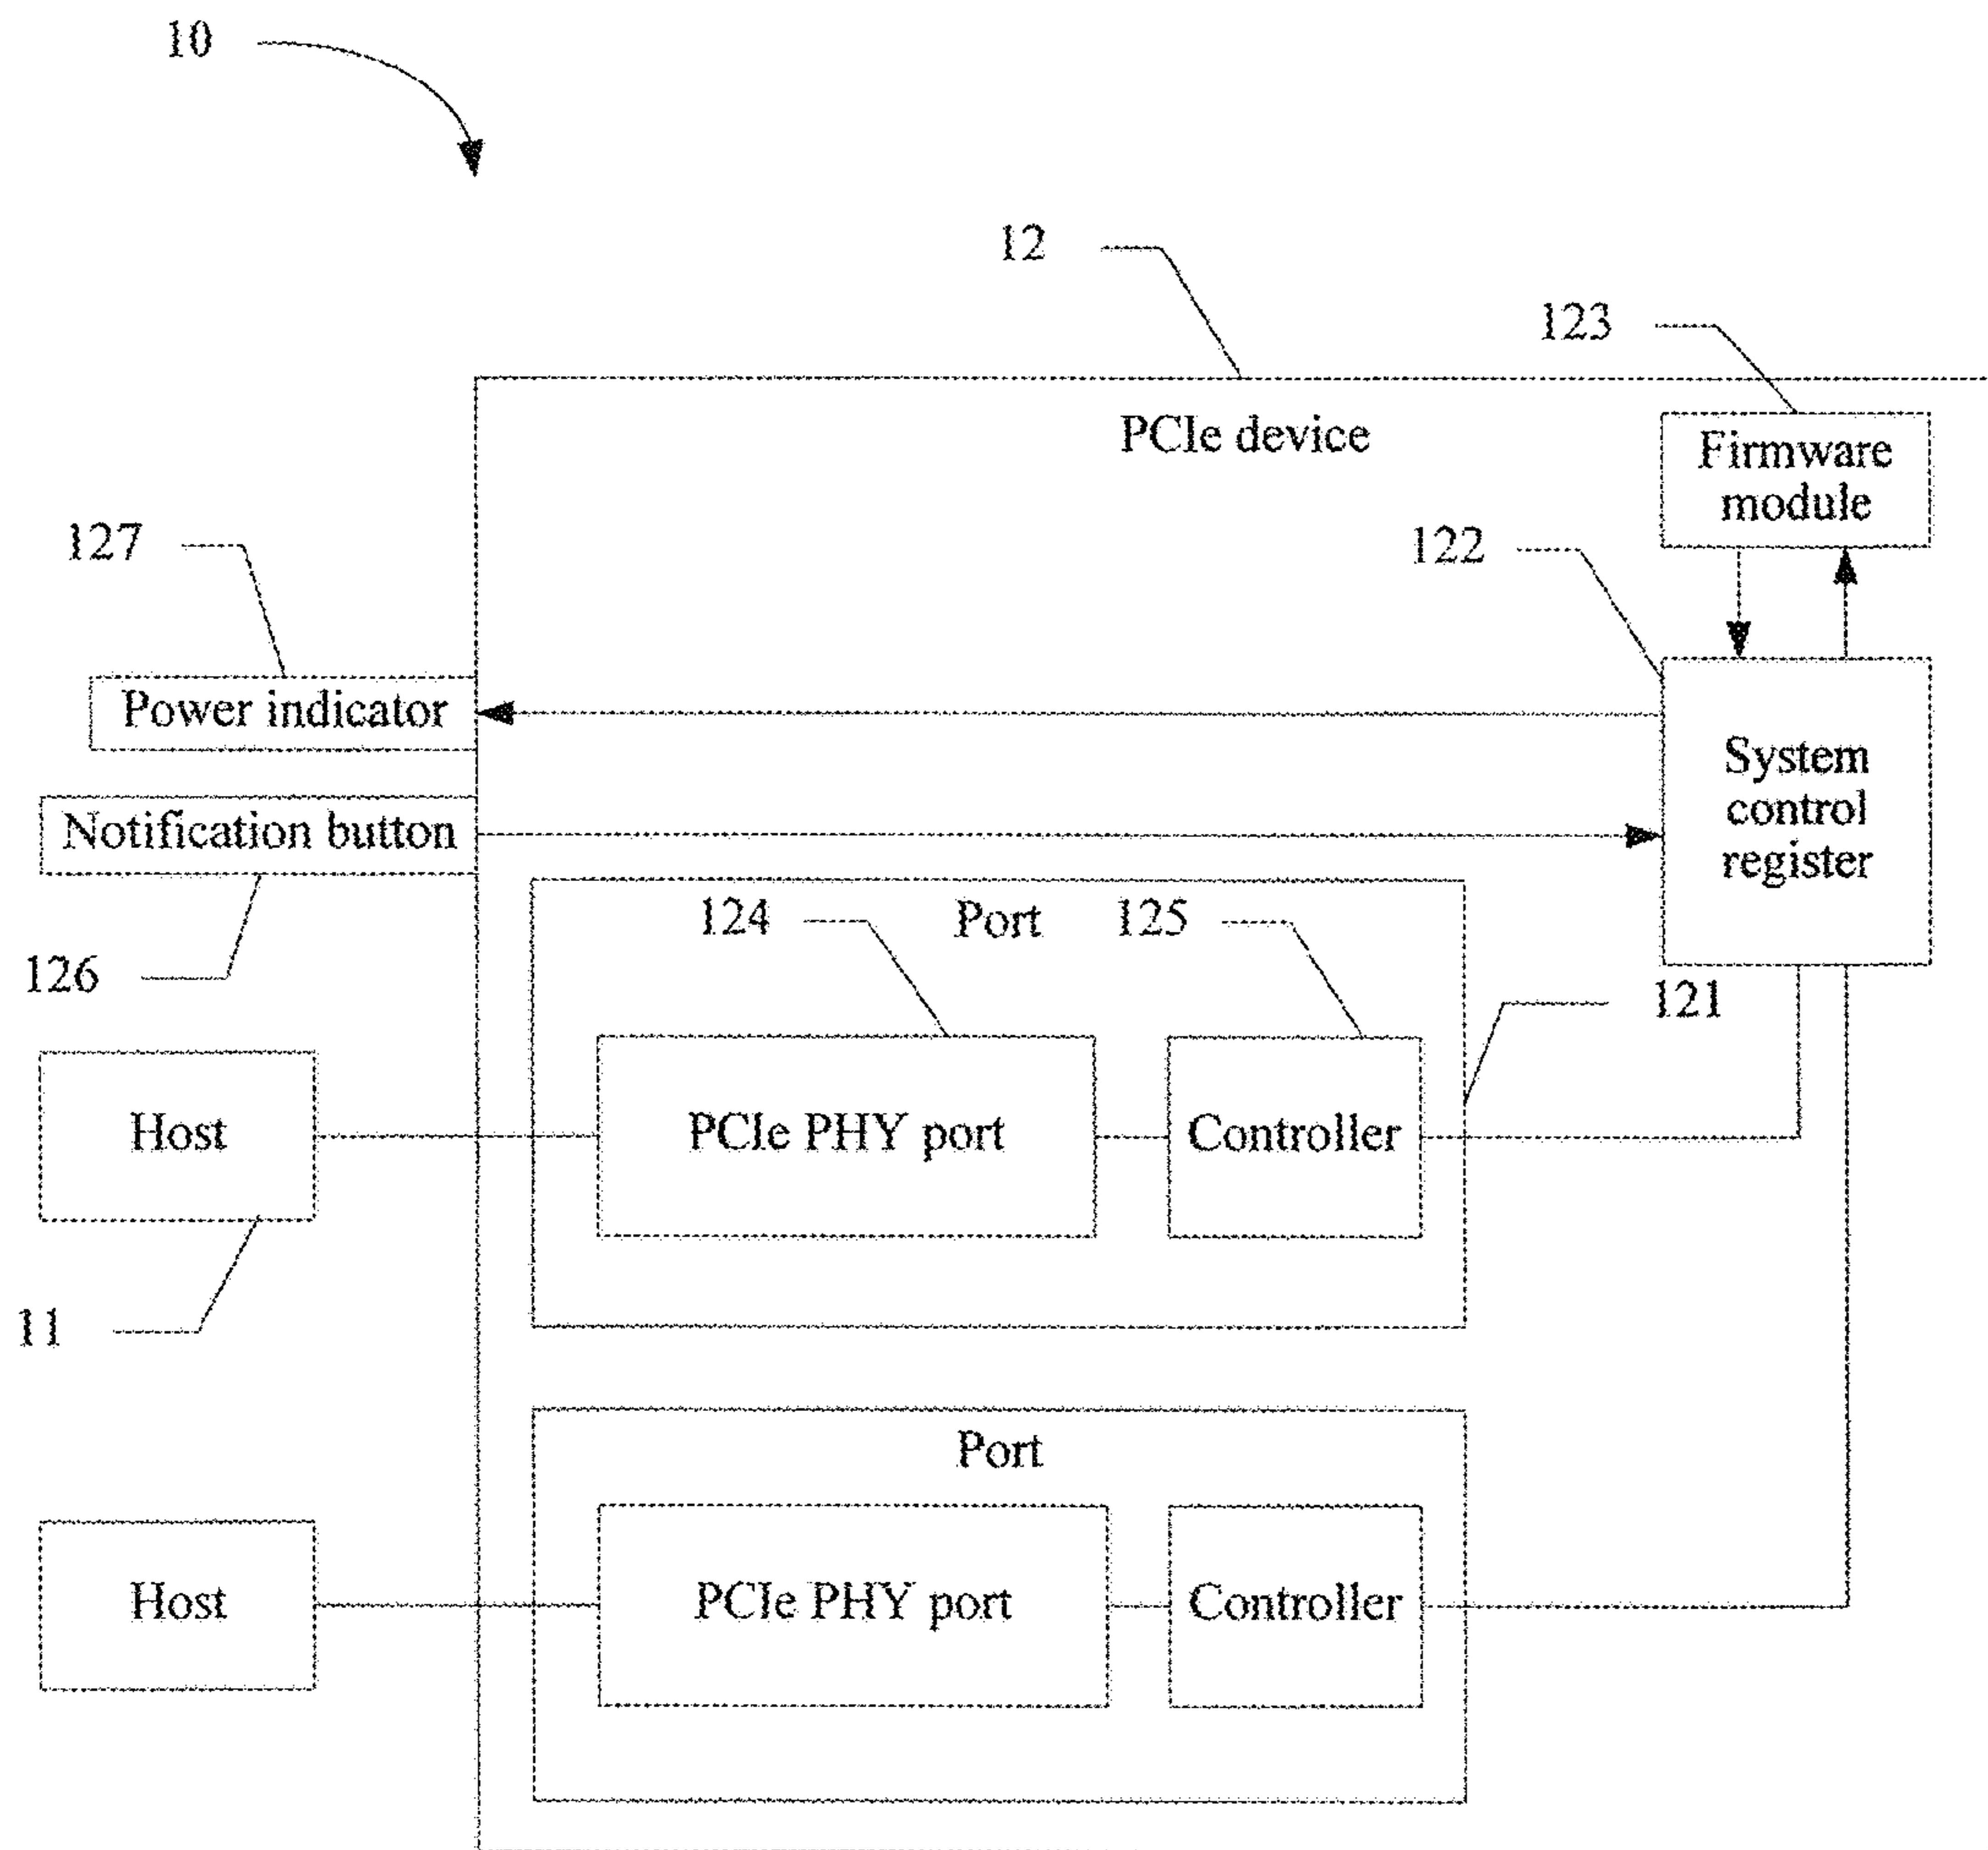 10
12
123
PCIe device
Firmware
module
127
122
Power indicator
System
control
register
Notification button
124
Port
125
126
121
Host
PCIe PHY port
Controller
11
Port
Host
PCIe PHY port
Controller